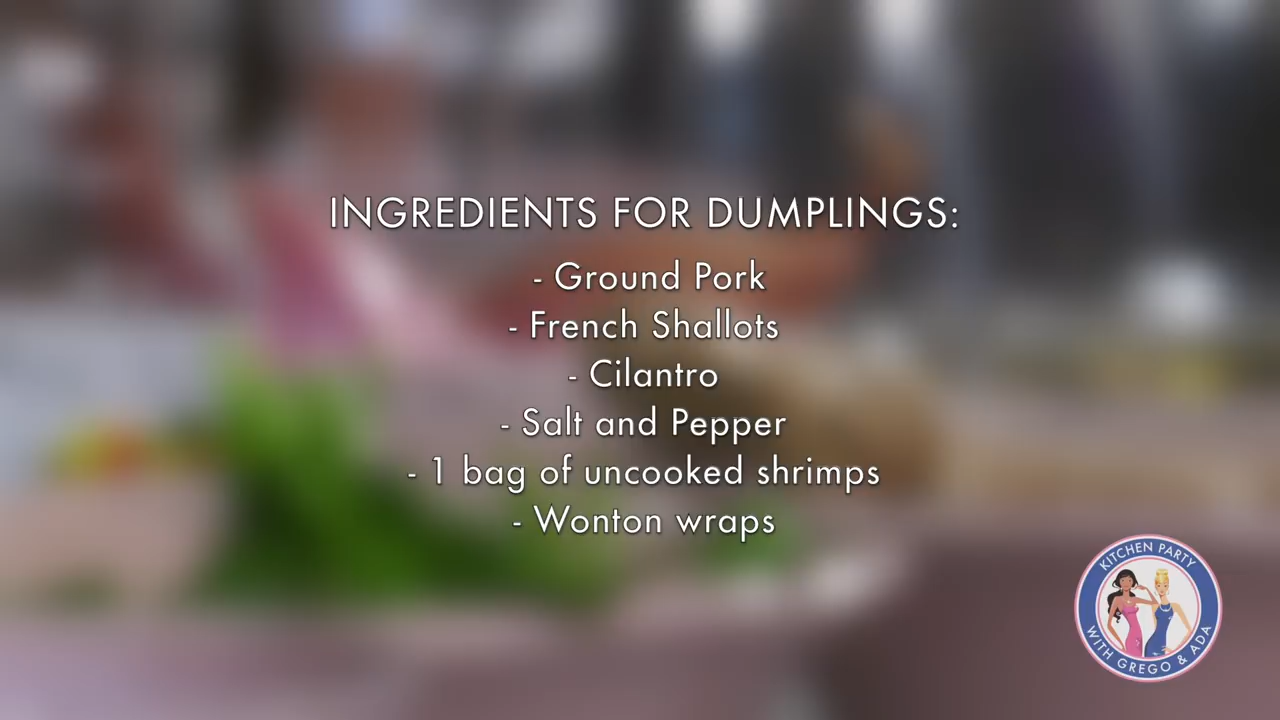 INGREDIENTS FOR DUMPLINGS:
- Ground Pork
- French Shallots
- Cilantro
- Salt and Pepper
- 1 bag of uncooked shrimps
- Wonton wraps
KITCHEN PARTY
WITH GREGO & ADA